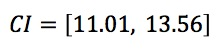 CI = [11.01, 13.56]